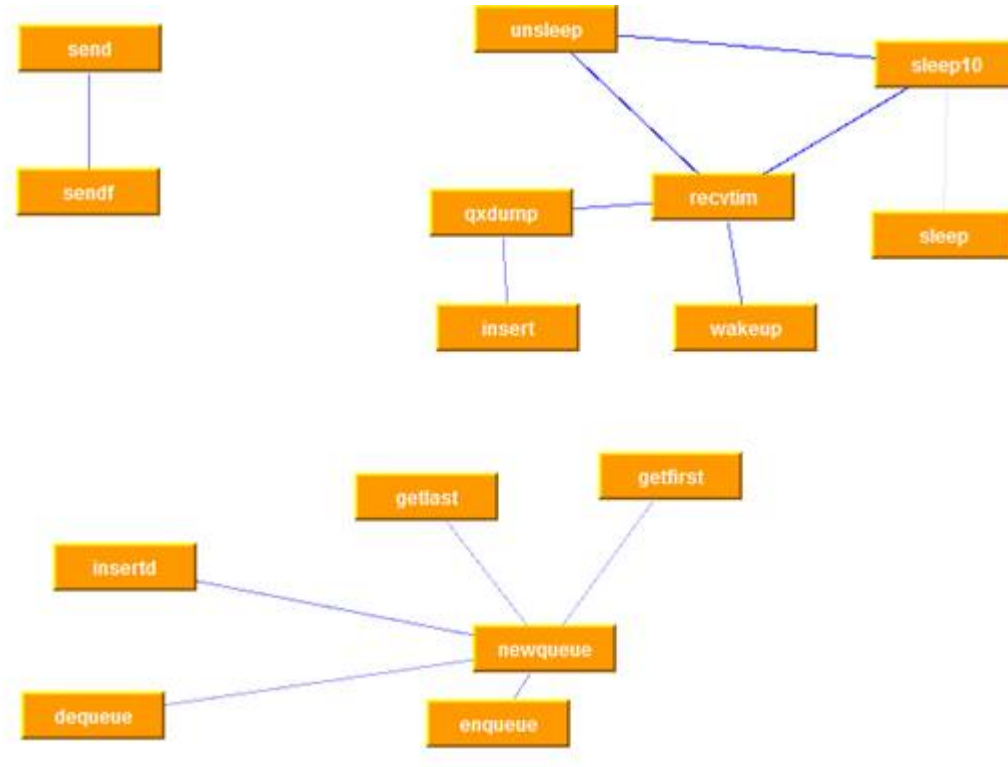 send
unsleep
sleep10
sendf
qxdump
recvtim
sleep
insert
wakeup
getlast
getfirst
insertd
newqueue
dequeue
enqueue